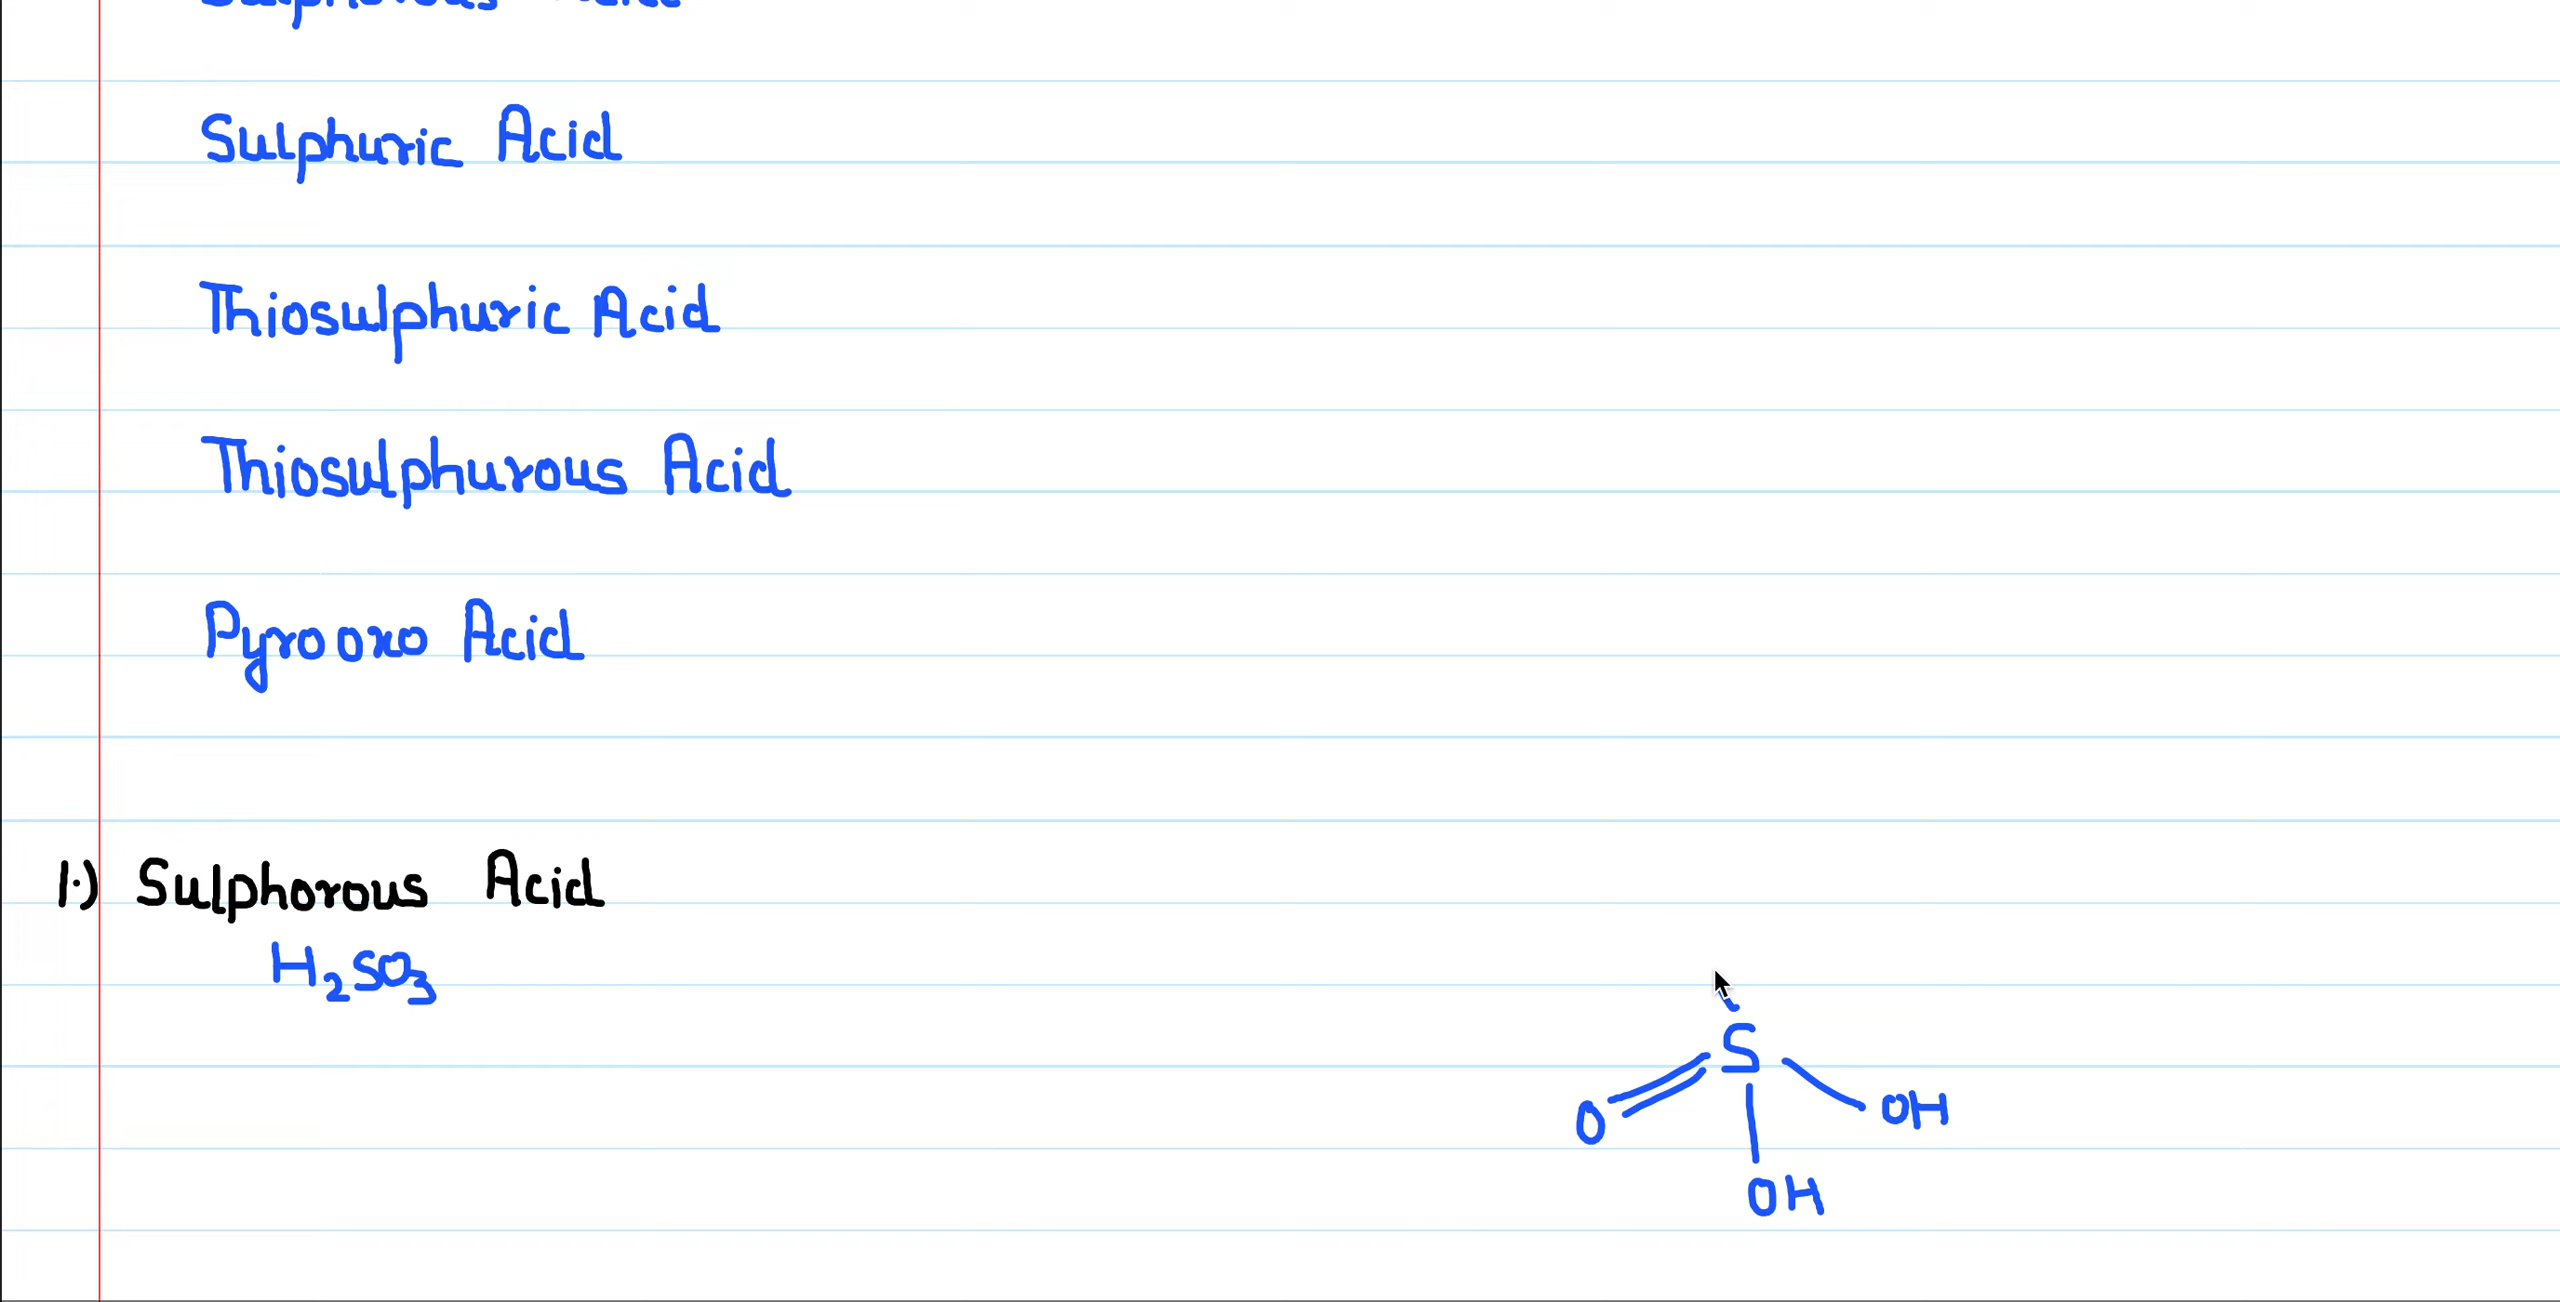 Sulphuric Acid
Thiosulphuric Acid
Thiosulphurous Acid
Pyrooxo Acid
1.) Sulphorous Acid
H₂SO₃
S
O
OH
OH